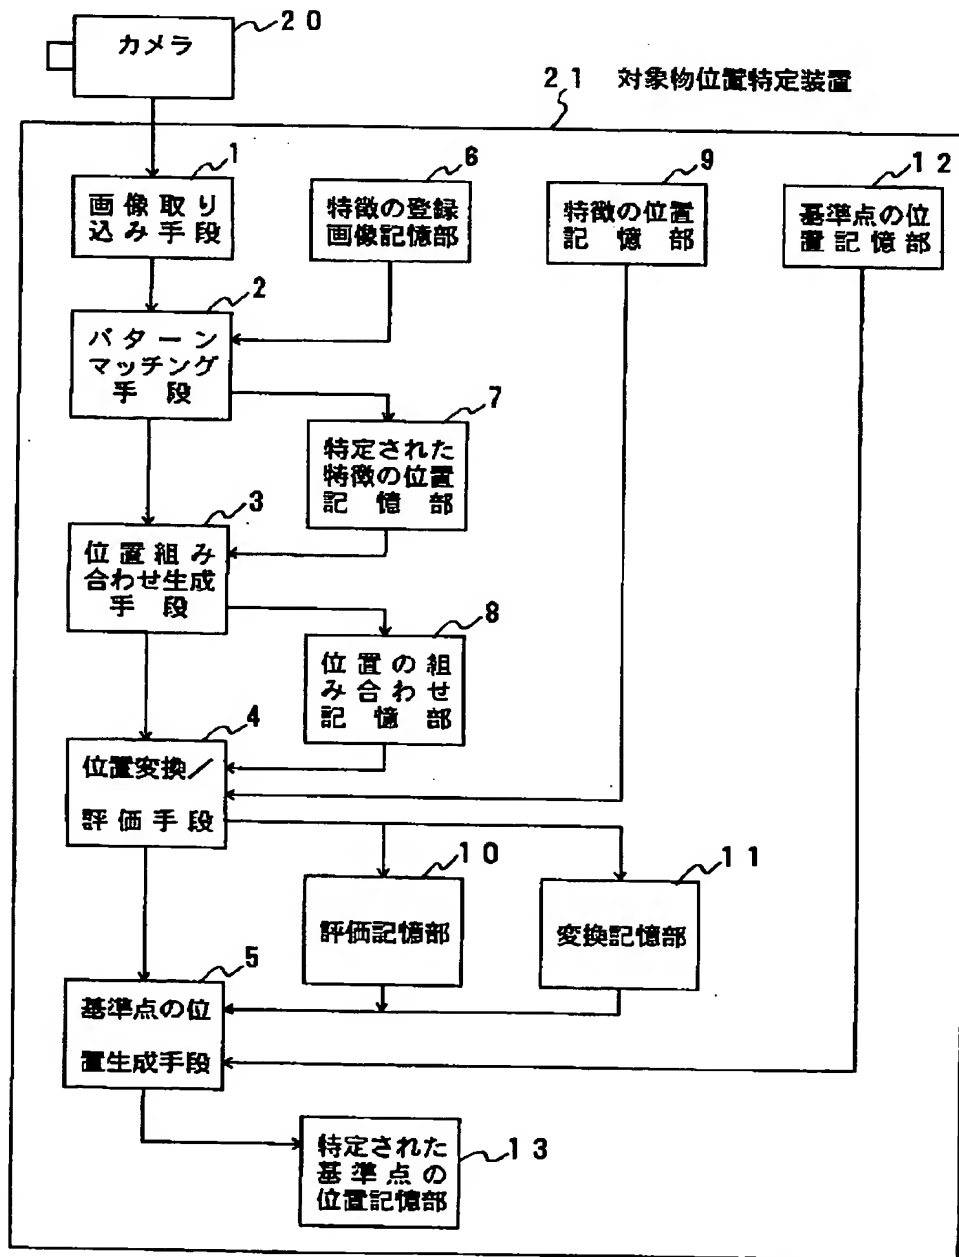 20
カメラ
21 対象物位置特定装置
1
画像取り
込み手段
6
特徴の登録
画像記憶部
9
特徴の位置
記憶部
12
基準点の位
置記憶部
2
パターン
マッチング
手段
7
特定された
特徴の位置
記憶部
3
位置組み
合わせ生成
手段
8
位置の組
み合わせ
記憶部
4
位置変換/
評価手段
10
評価記憶部
11
変換記憶部
5
基準点の位
置生成手段
13
特定された
基準点の
位置記憶部